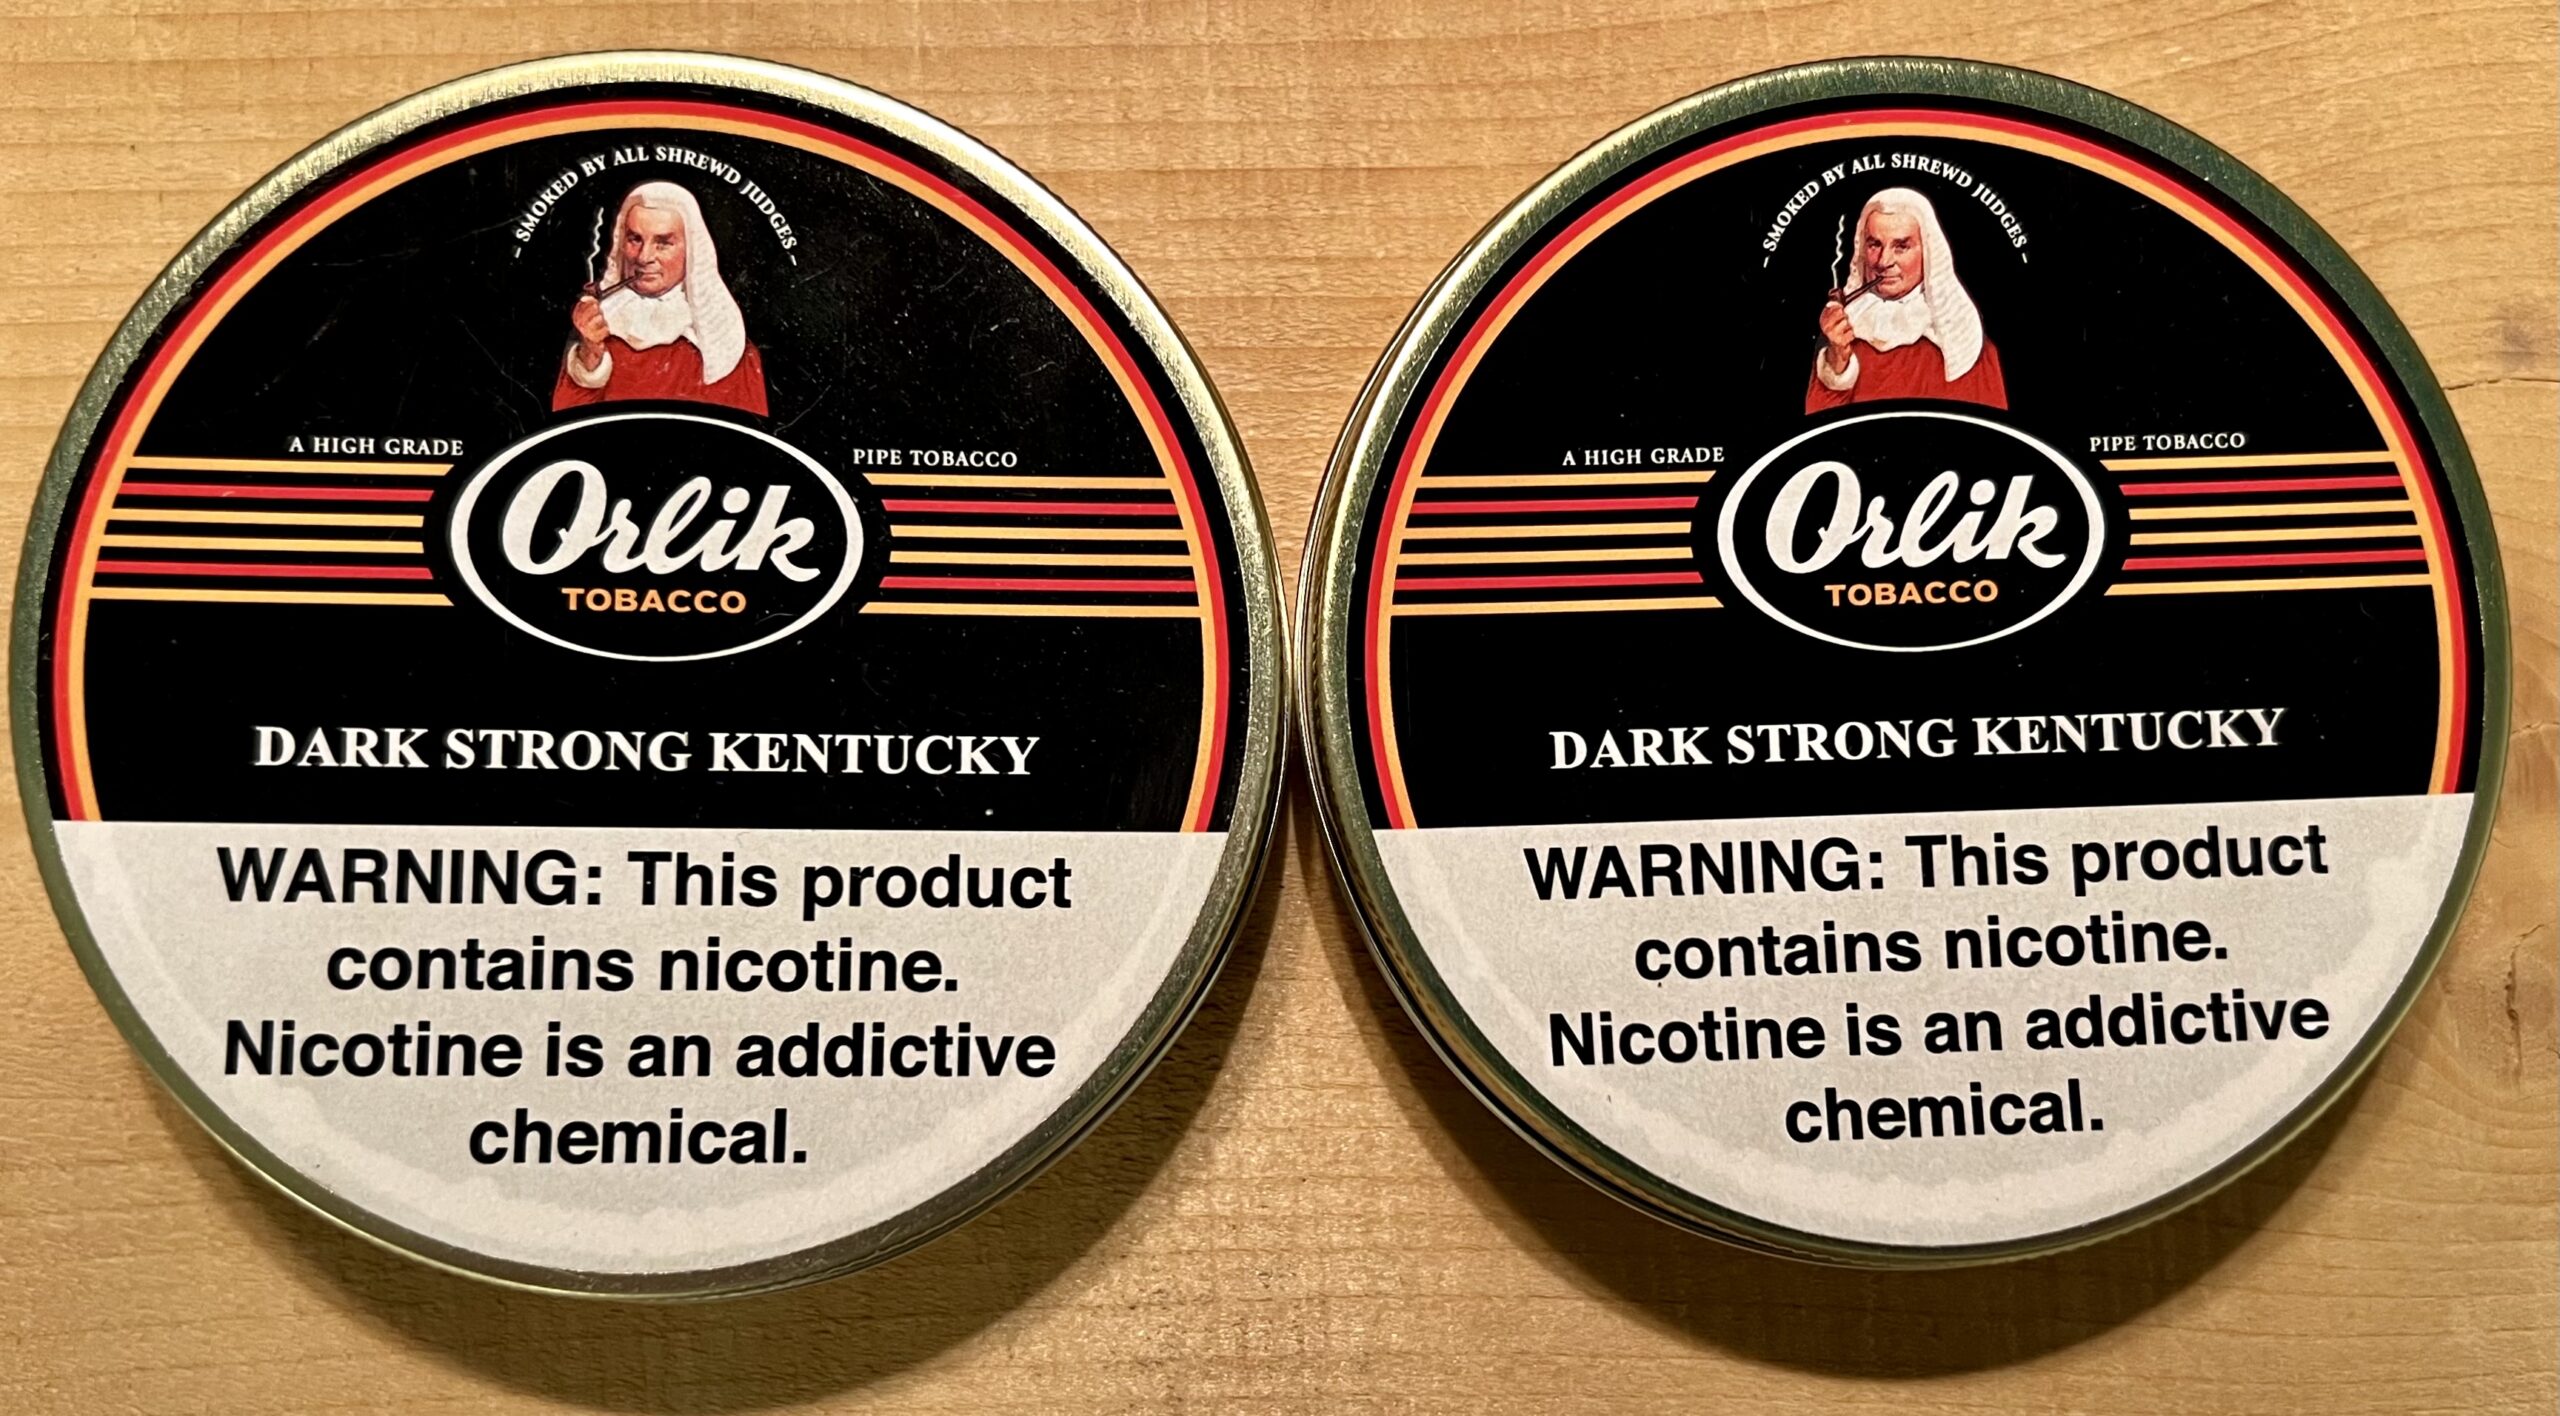 – SMOKED BY ALL SHREWD JUDGES –
A HIGH GRADE
PIPE TOBACCO
Orlik
TOBACCO
DARK STRONG KENTUCKY
WARNING: This product
contains nicotine.
Nicotine is an addictive
chemical.
– SMOKED BY ALL SHREWD JUDGES –
A HIGH GRADE
PIPE TOBACCO
Orlik
TOBACCO
DARK STRONG KENTUCKY
WARNING: This product
contains nicotine.
Nicotine is an addictive
chemical.